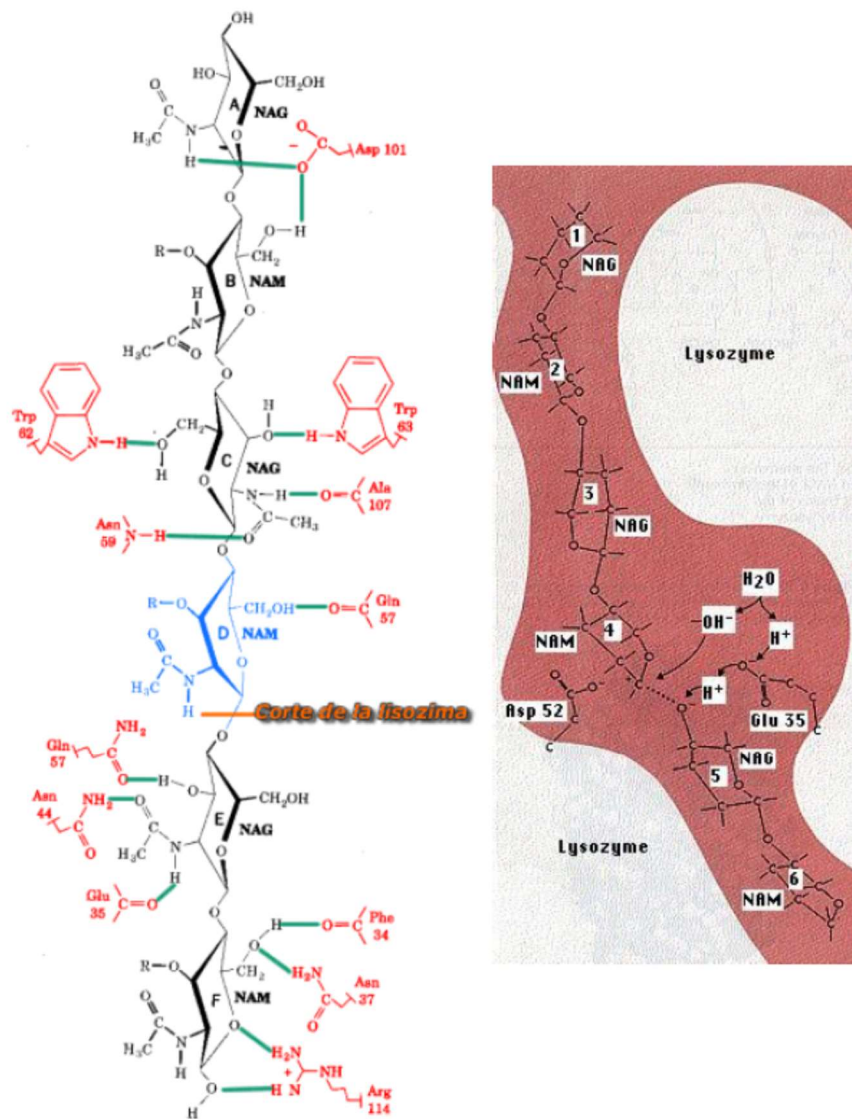 OH
HO
CH₂OH
O
A
NAG
O
H₃C
N
H
O
O
−
O
Asp 101
O
O
H
R
O
CH₂
B
NAM
H
N
O
H₃C
O
O
Trp
62
N
H
O
H
CH₂
H
O
H
N
Trp
63
C
NAG
N
H
O
Ala
107
CH₃
O
Asn
59
N
H
O
O
R
O
CH₂OH
O
Gln
57
D
NAM
O
O
H₃C
N
H
Corte de la lisozima
O
Gln
57
NH₂
O
H
O
CH₂OH
O
Asn
44
NH₂
O
O
E
NAG
H₃C
N
H
Glu
35
O
O
O
H
O
Phe
34
R
O
CH₂
F
NAM
H₂N
O
Asn
37
O
O
H₃C
N
H
O
H
H₂N
+
NH
H N
Arg
114
1
NAG
O
O
2
NAM
O
O
Lysozyme
3
NAG
O
O
O
4
NAM
O
H₂O
OH⁻
H⁺
O⁻
H⁺
O
Asp 52
O
O⁻
C
C
O⁻
O
C
C
C
Glu 35
5
NAG
O
O
Lysozyme
6
NAM
O
O